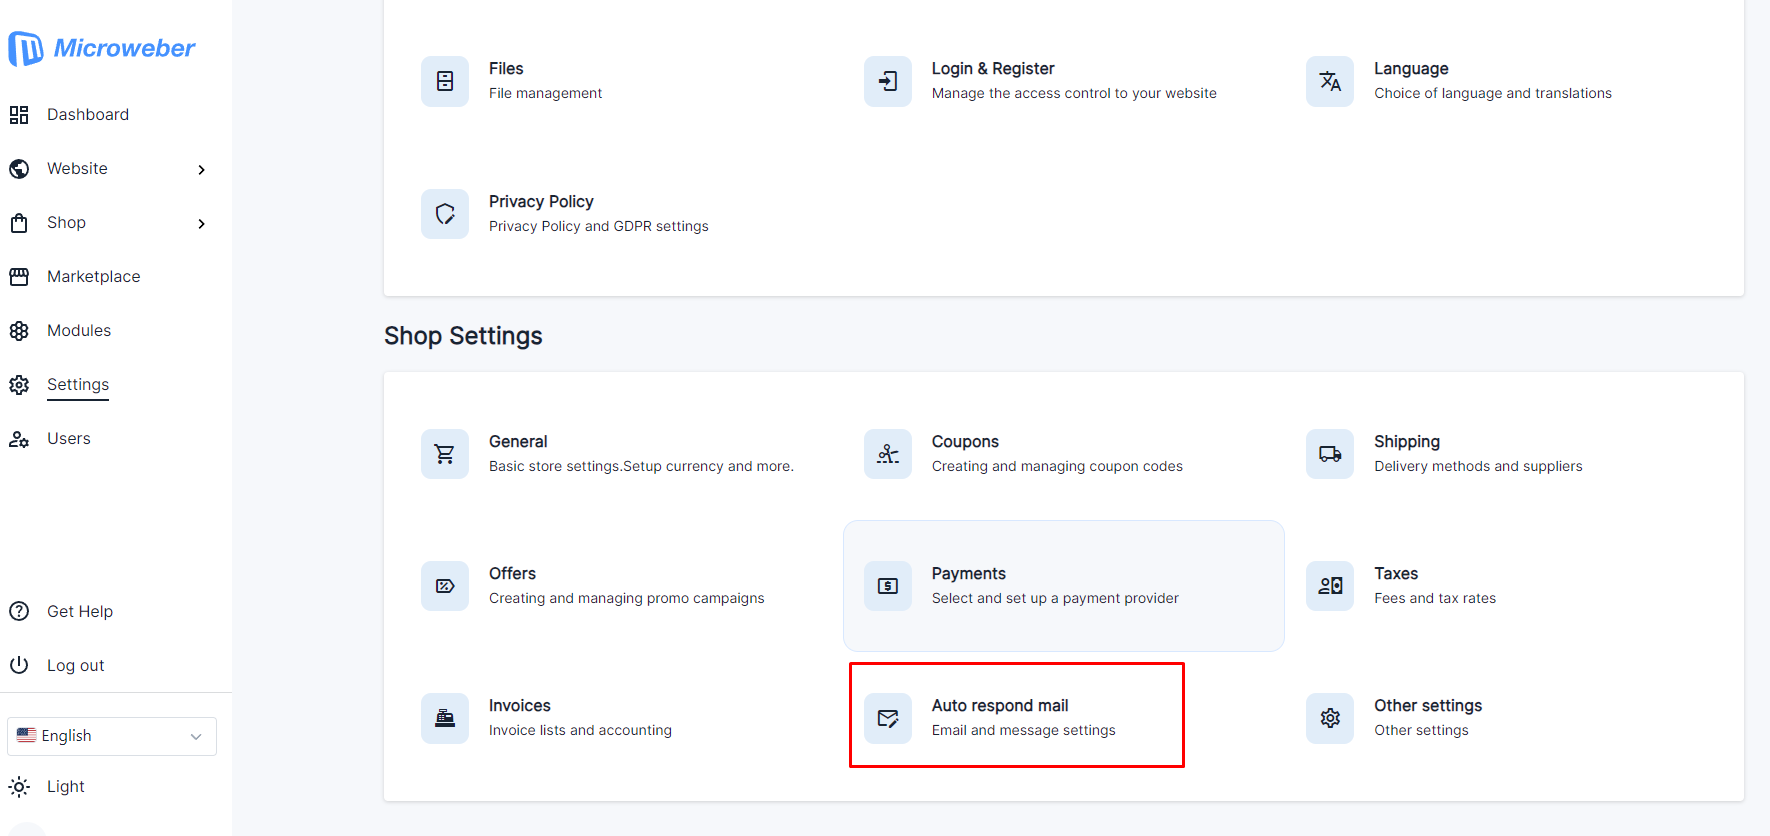 Microweber
Dashboard
Website
Shop
Marketplace
Modules
Settings
Users
Get Help
Log out
English
Light
Files
File management
Login & Register
Manage the access control to your website
Language
Choice of language and translations
Privacy Policy
Privacy Policy and GDPR settings
Shop Settings
General
Basic store settings.Setup currency and more.
Coupons
Creating and managing coupon codes
Shipping
Delivery methods and suppliers
Offers
Creating and managing promo campaigns
Payments
Select and set up a payment provider
Taxes
Fees and tax rates
Invoices
Invoice lists and accounting
Auto respond mail
Email and message settings
Other settings
Other settings